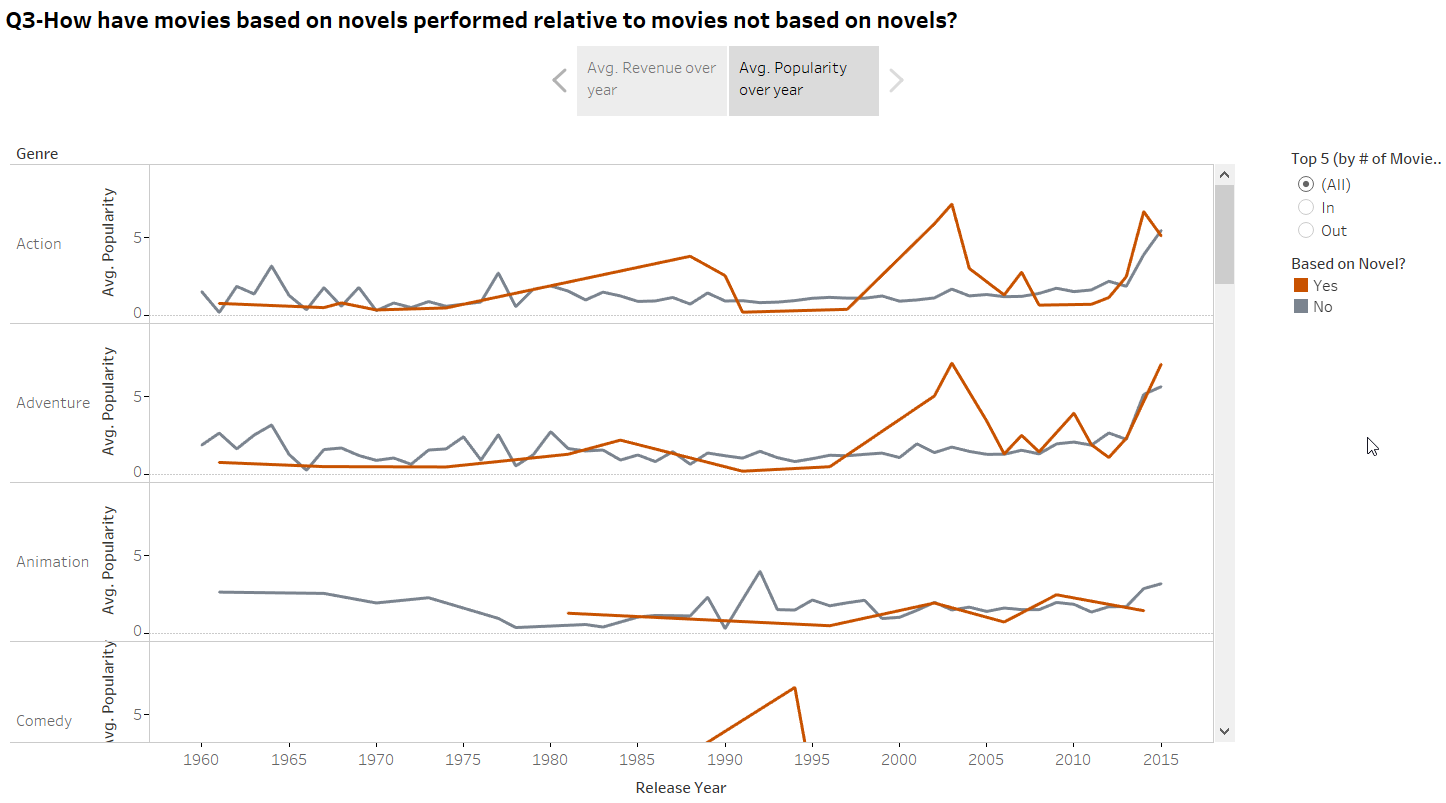 Q3-How have movies based on novels performed relative to movies not based on novels?
Avg. Revenue over
year
Avg. Popularity
over year
Genre
Action
Avg. Popularity
5
0
Adventure
Avg. Popularity
5
0
Animation
Avg. Popularity
5
0
Comedy
Avg. Popularity
5
1960 1965 1970 1975 1980 1985 1990 1995 2000 2005 2010 2015
Release Year
Top 5 (by # of Movie..
(All)
In
Out
Based on Novel?
Yes
No